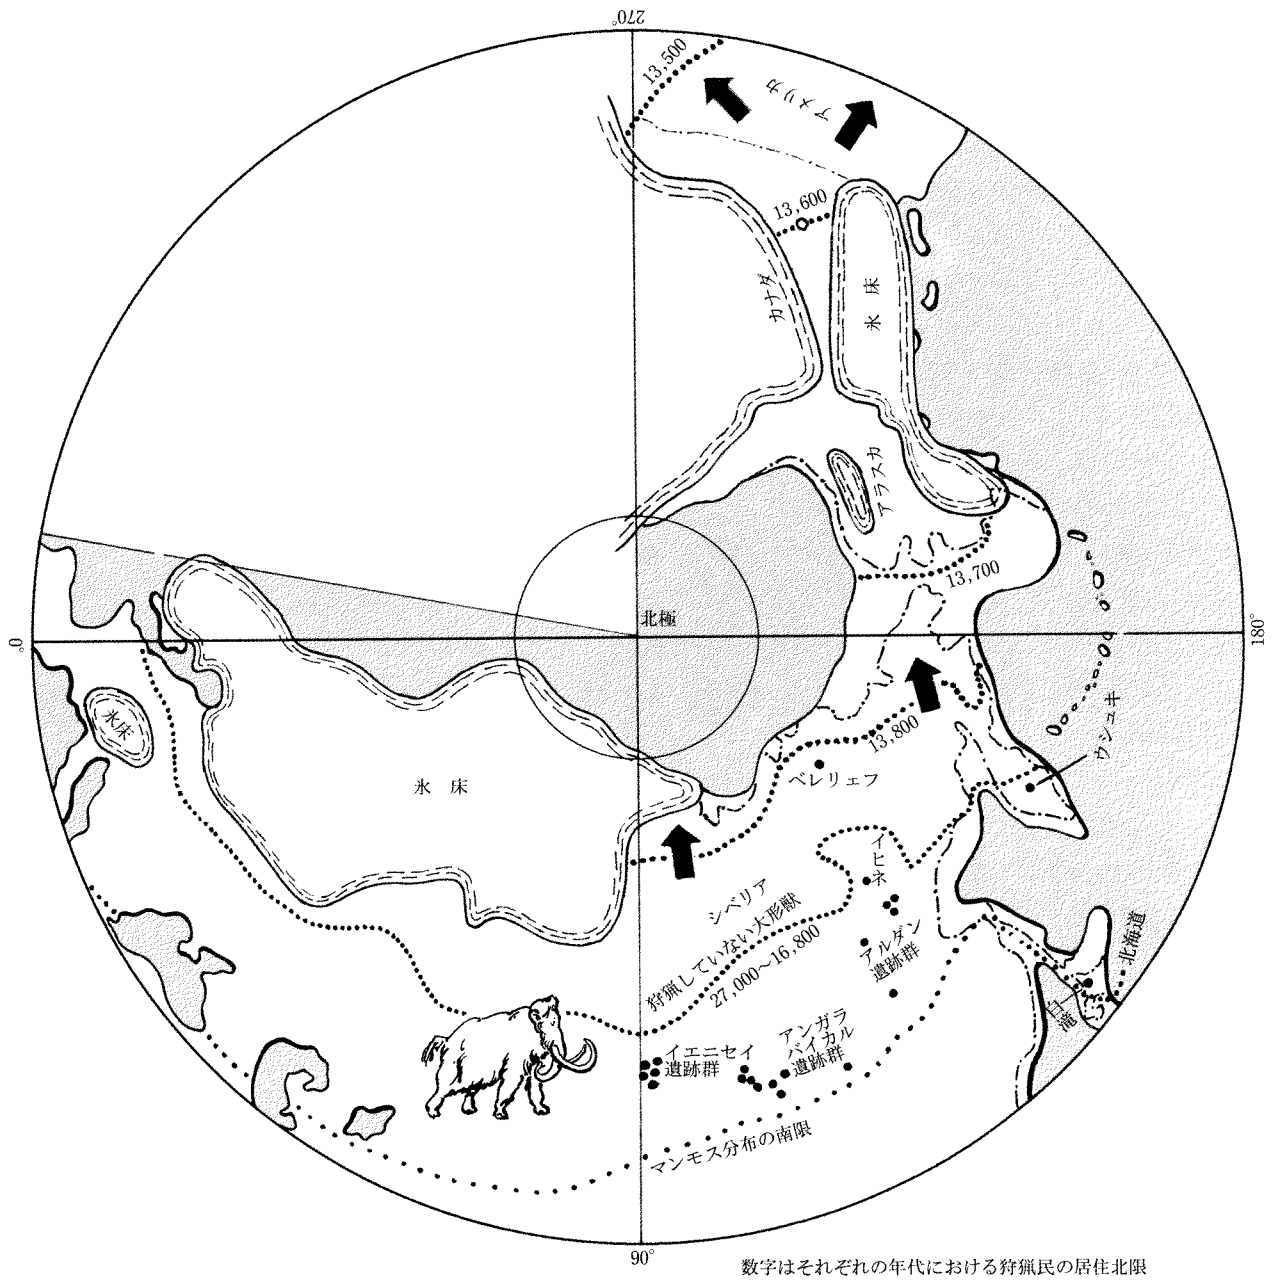 270°
13,500
アメリカ
13,600
カナダ
氷床
アラスカ
13,700
北極
0°
180°
氷床
13,800
ウシュキ
ベレリェフ
氷床
イヒネ
シベリア
狩猟していない大形獣
27,000〜16,800
アルダン
遺跡群
北海道
白滝
アンガラ
バイカル
遺跡群
イエニセイ
遺跡群
マンモス分布の南限
90°
数字はそれぞれの年代における狩猟民の居住北限